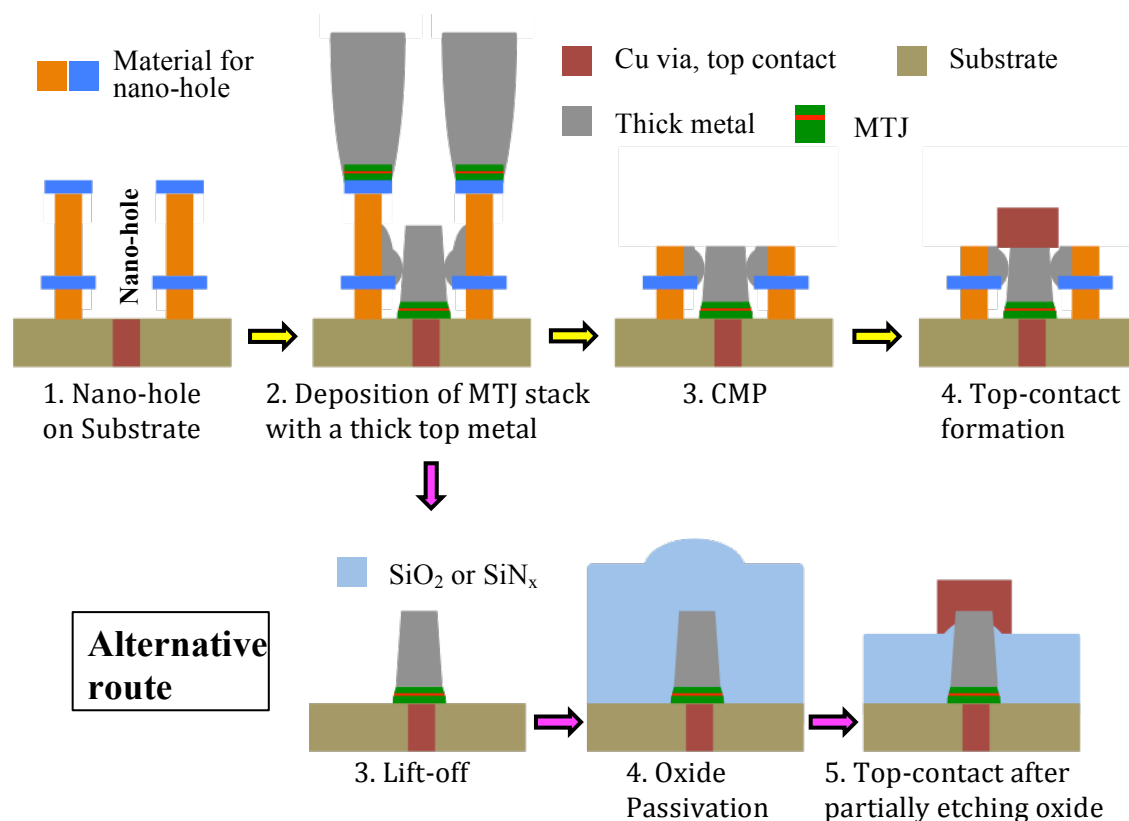 Material for
nano-hole
Cu via, top contact
Substrate
Thick metal
MTJ
Nano-hole
1. Nano-hole
on Substrate
2. Deposition of MTJ stack
with a thick top metal
3. CMP
4. Top-contact
formation
SiO₂ or SiNₓ
Alternative
route
3. Lift-off
4. Oxide
Passivation
5. Top-contact after
partially etching oxide